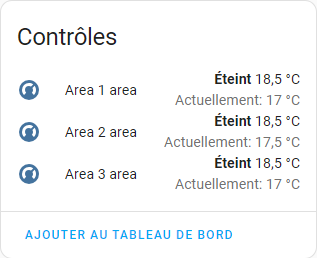 Contrôles
Area 1 area
Éteint 18,5 °C
Actuellement: 17 °C
Area 2 area
Éteint 18,5 °C
Actuellement: 17,5 °C
Area 3 area
Éteint 18,5 °C
Actuellement: 17 °C
AJOUTER AU TABLEAU DE BORD